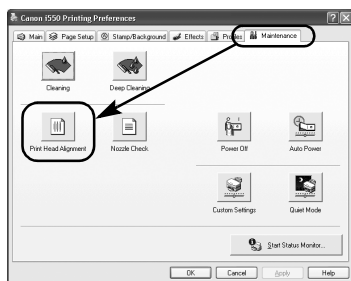 Canon i550 Printing Preferences
Main Page Setup Stamp/Background Effects Profiles Maintenance
Cleaning Deep Cleaning
Print Head Alignment Nozzle Check Power Off Auto Power
Custom Settings Quiet Mode
Start Status Monitor...
OK Cancel Apply Help